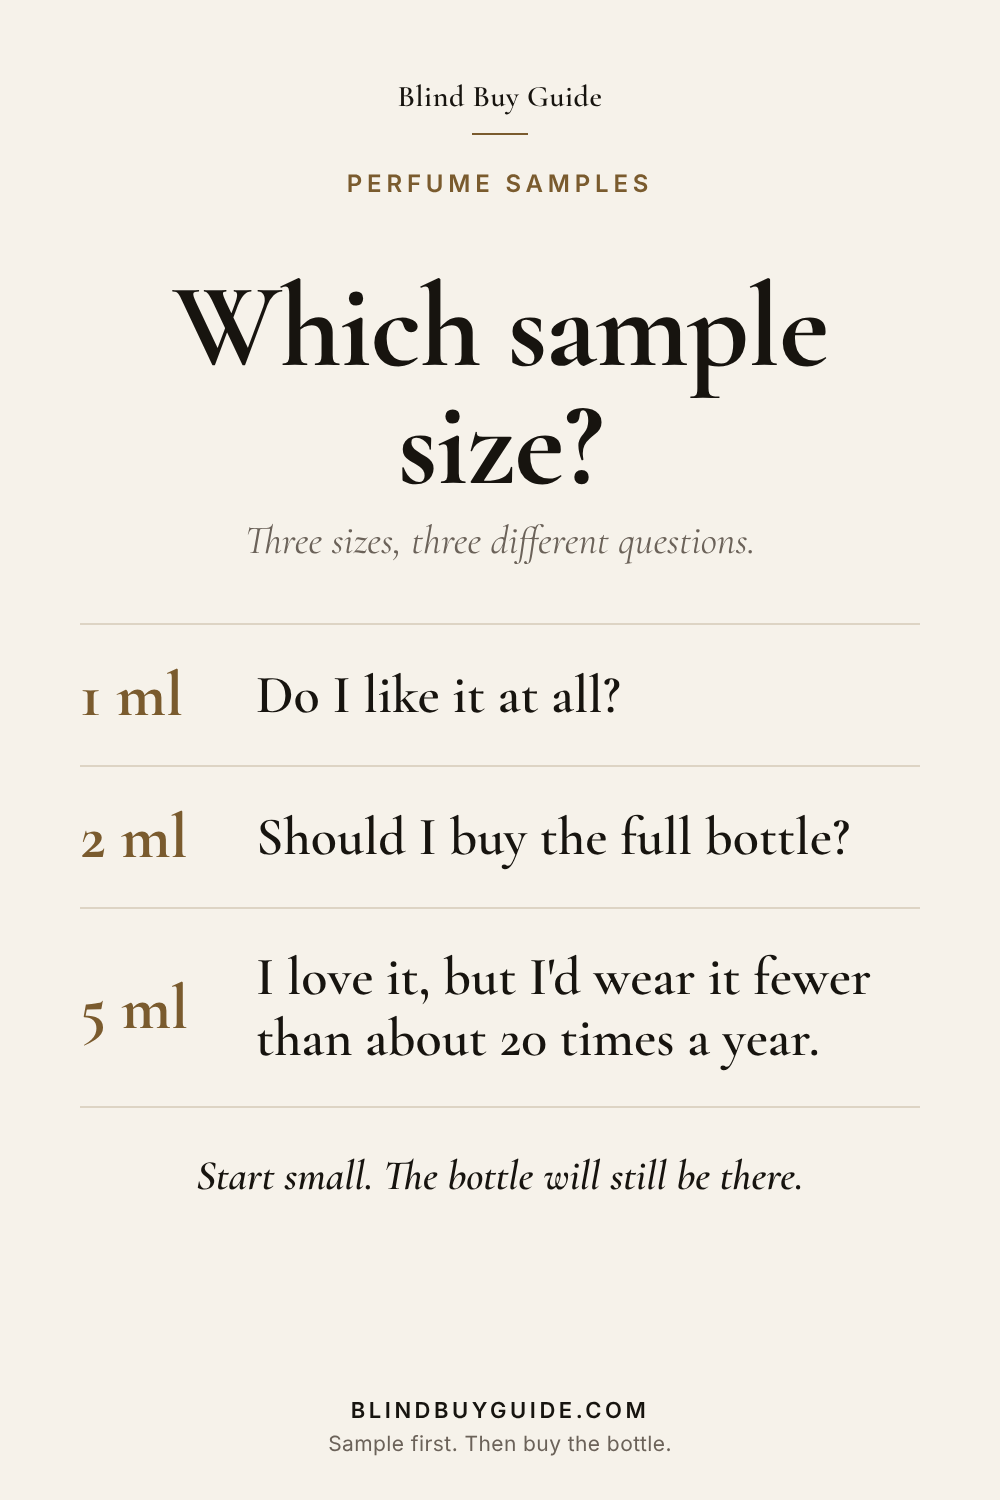 Blind Buy Guide
PERFUME SAMPLES
Which sample
size?
Three sizes, three different questions.
1 ml
Do I like it at all?
2 ml
Should I buy the full bottle?
5 ml
I love it, but I'd wear it fewer
than about 20 times a year.
Start small. The bottle will still be there.
BLINDBUYGUIDE.COM
Sample first. Then buy the bottle.